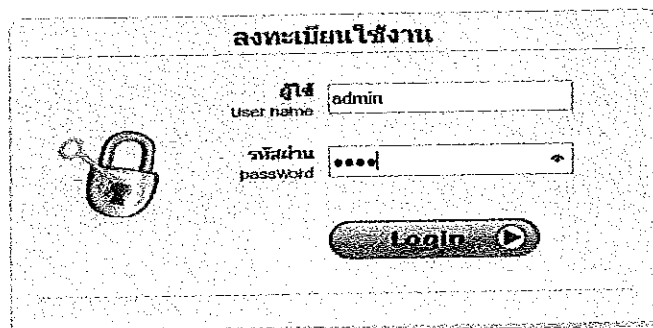 ลงทะเบียนใช้งาน
ผู้ใช้
User name
admin
รหัสผ่าน
passWord
••••
Login